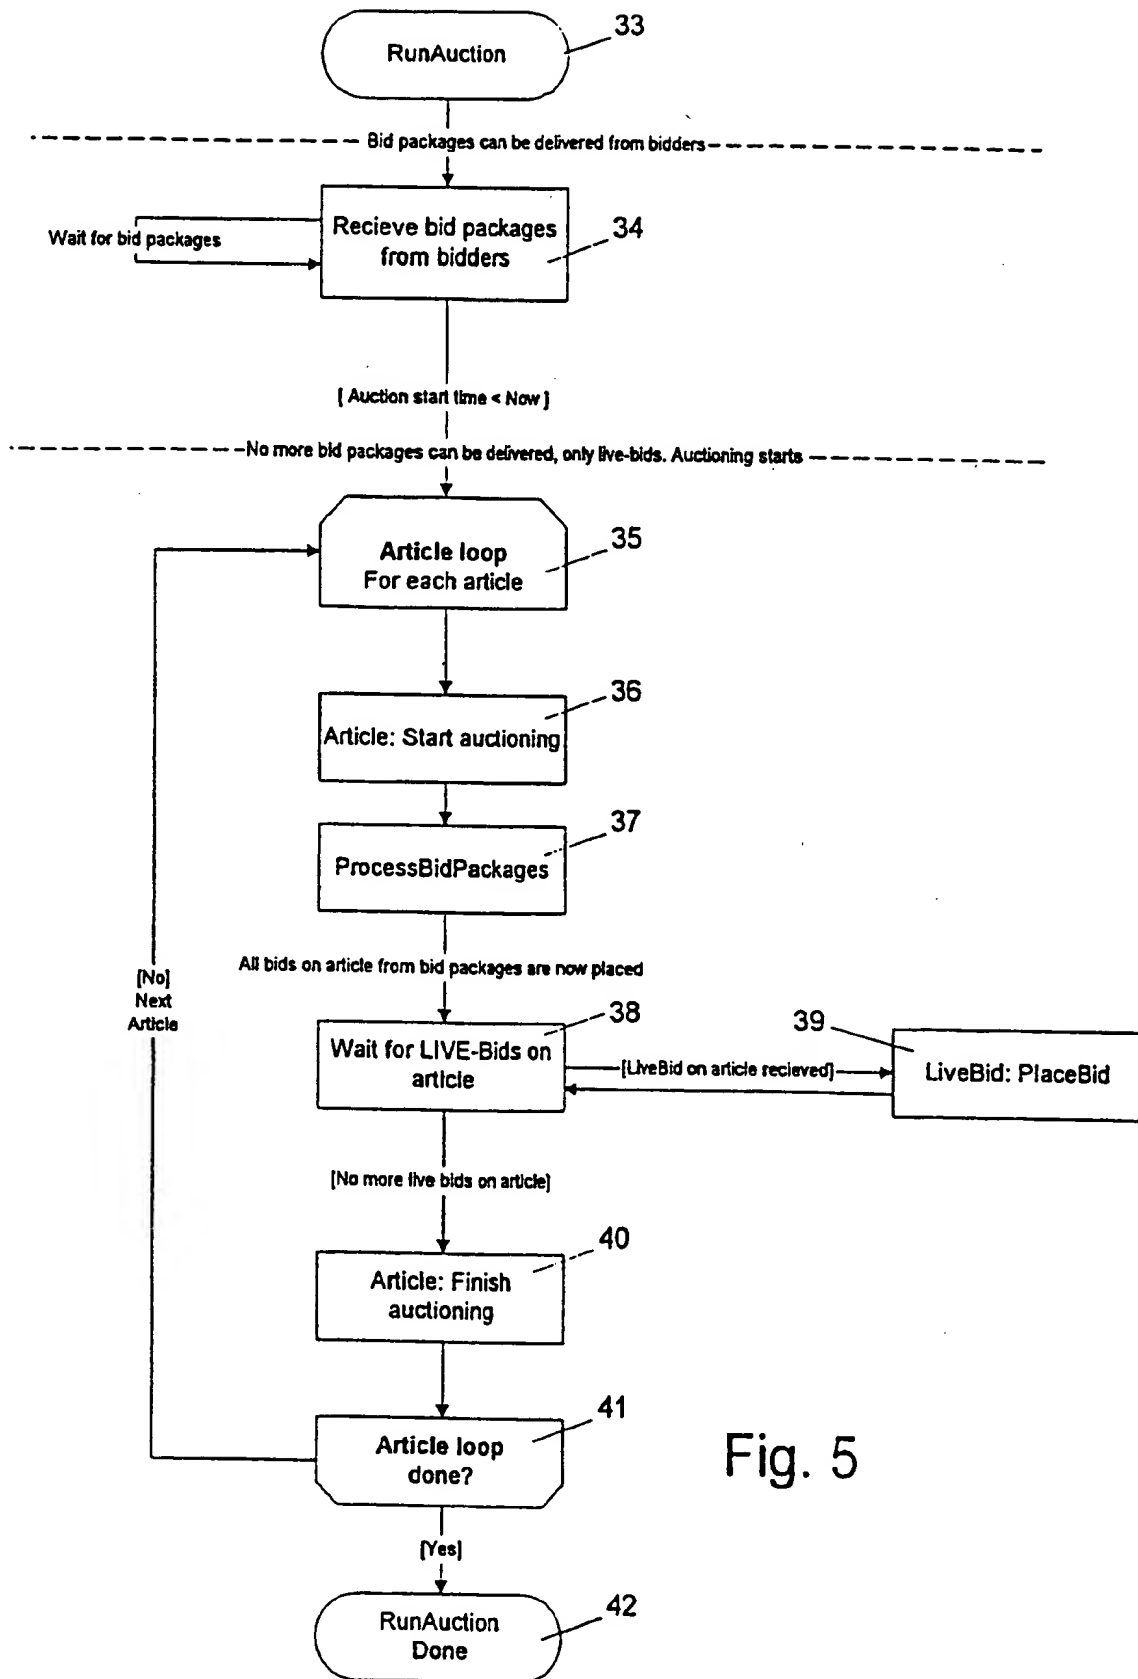 33
RunAuction
Bid packages can be delivered from bidders
Recieve bid packages
from bidders
34
Wait for bid packages
[ Auction start time < Now ]
No more bid packages can be delivered, only live-bids. Auctioning starts
35
Article loop
For each article
36
Article: Start auctioning
37
ProcessBidPackages
All bids on article from bid packages are now placed
[No]
Next
Article
38
Wait for LIVE-Bids on
article
[LiveBid on article recieved]
39
LiveBid: PlaceBid
[No more live bids on article]
40
Article: Finish
auctioning
41
Article loop
done?
Fig. 5
[Yes]
42
RunAuction
Done